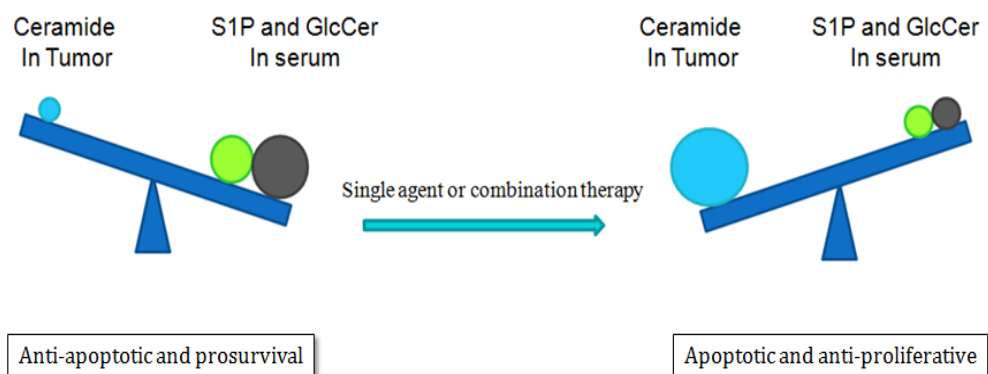 Ceramide
In Tumor
S1P and GlcCer
In serum
Ceramide
In Tumor
S1P and GlcCer
In serum
Single agent or combination therapy
Anti-apoptotic and prosurvival
Apoptotic and anti-proliferative